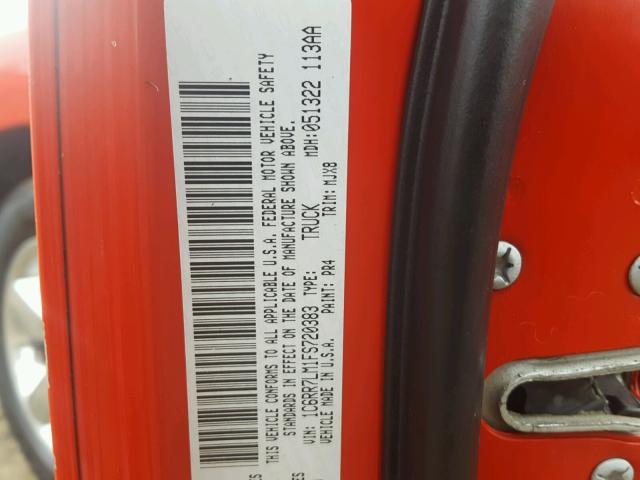 THIS VEHICLE CONFORMS TO ALL APPLICABLE U.S.A. FEDERAL MOTOR VEHICLE SAFETY
STANDARDS IN EFFECT ON THE DATE OF MANUFACTURE SHOWN ABOVE.
VIN: 1C6RR7LM1FS720383 TYPE: TRUCK MDH:051322 113AA
VEHICLE MADE IN U.S.A. PAINT: PR4 TRIM: MJX8